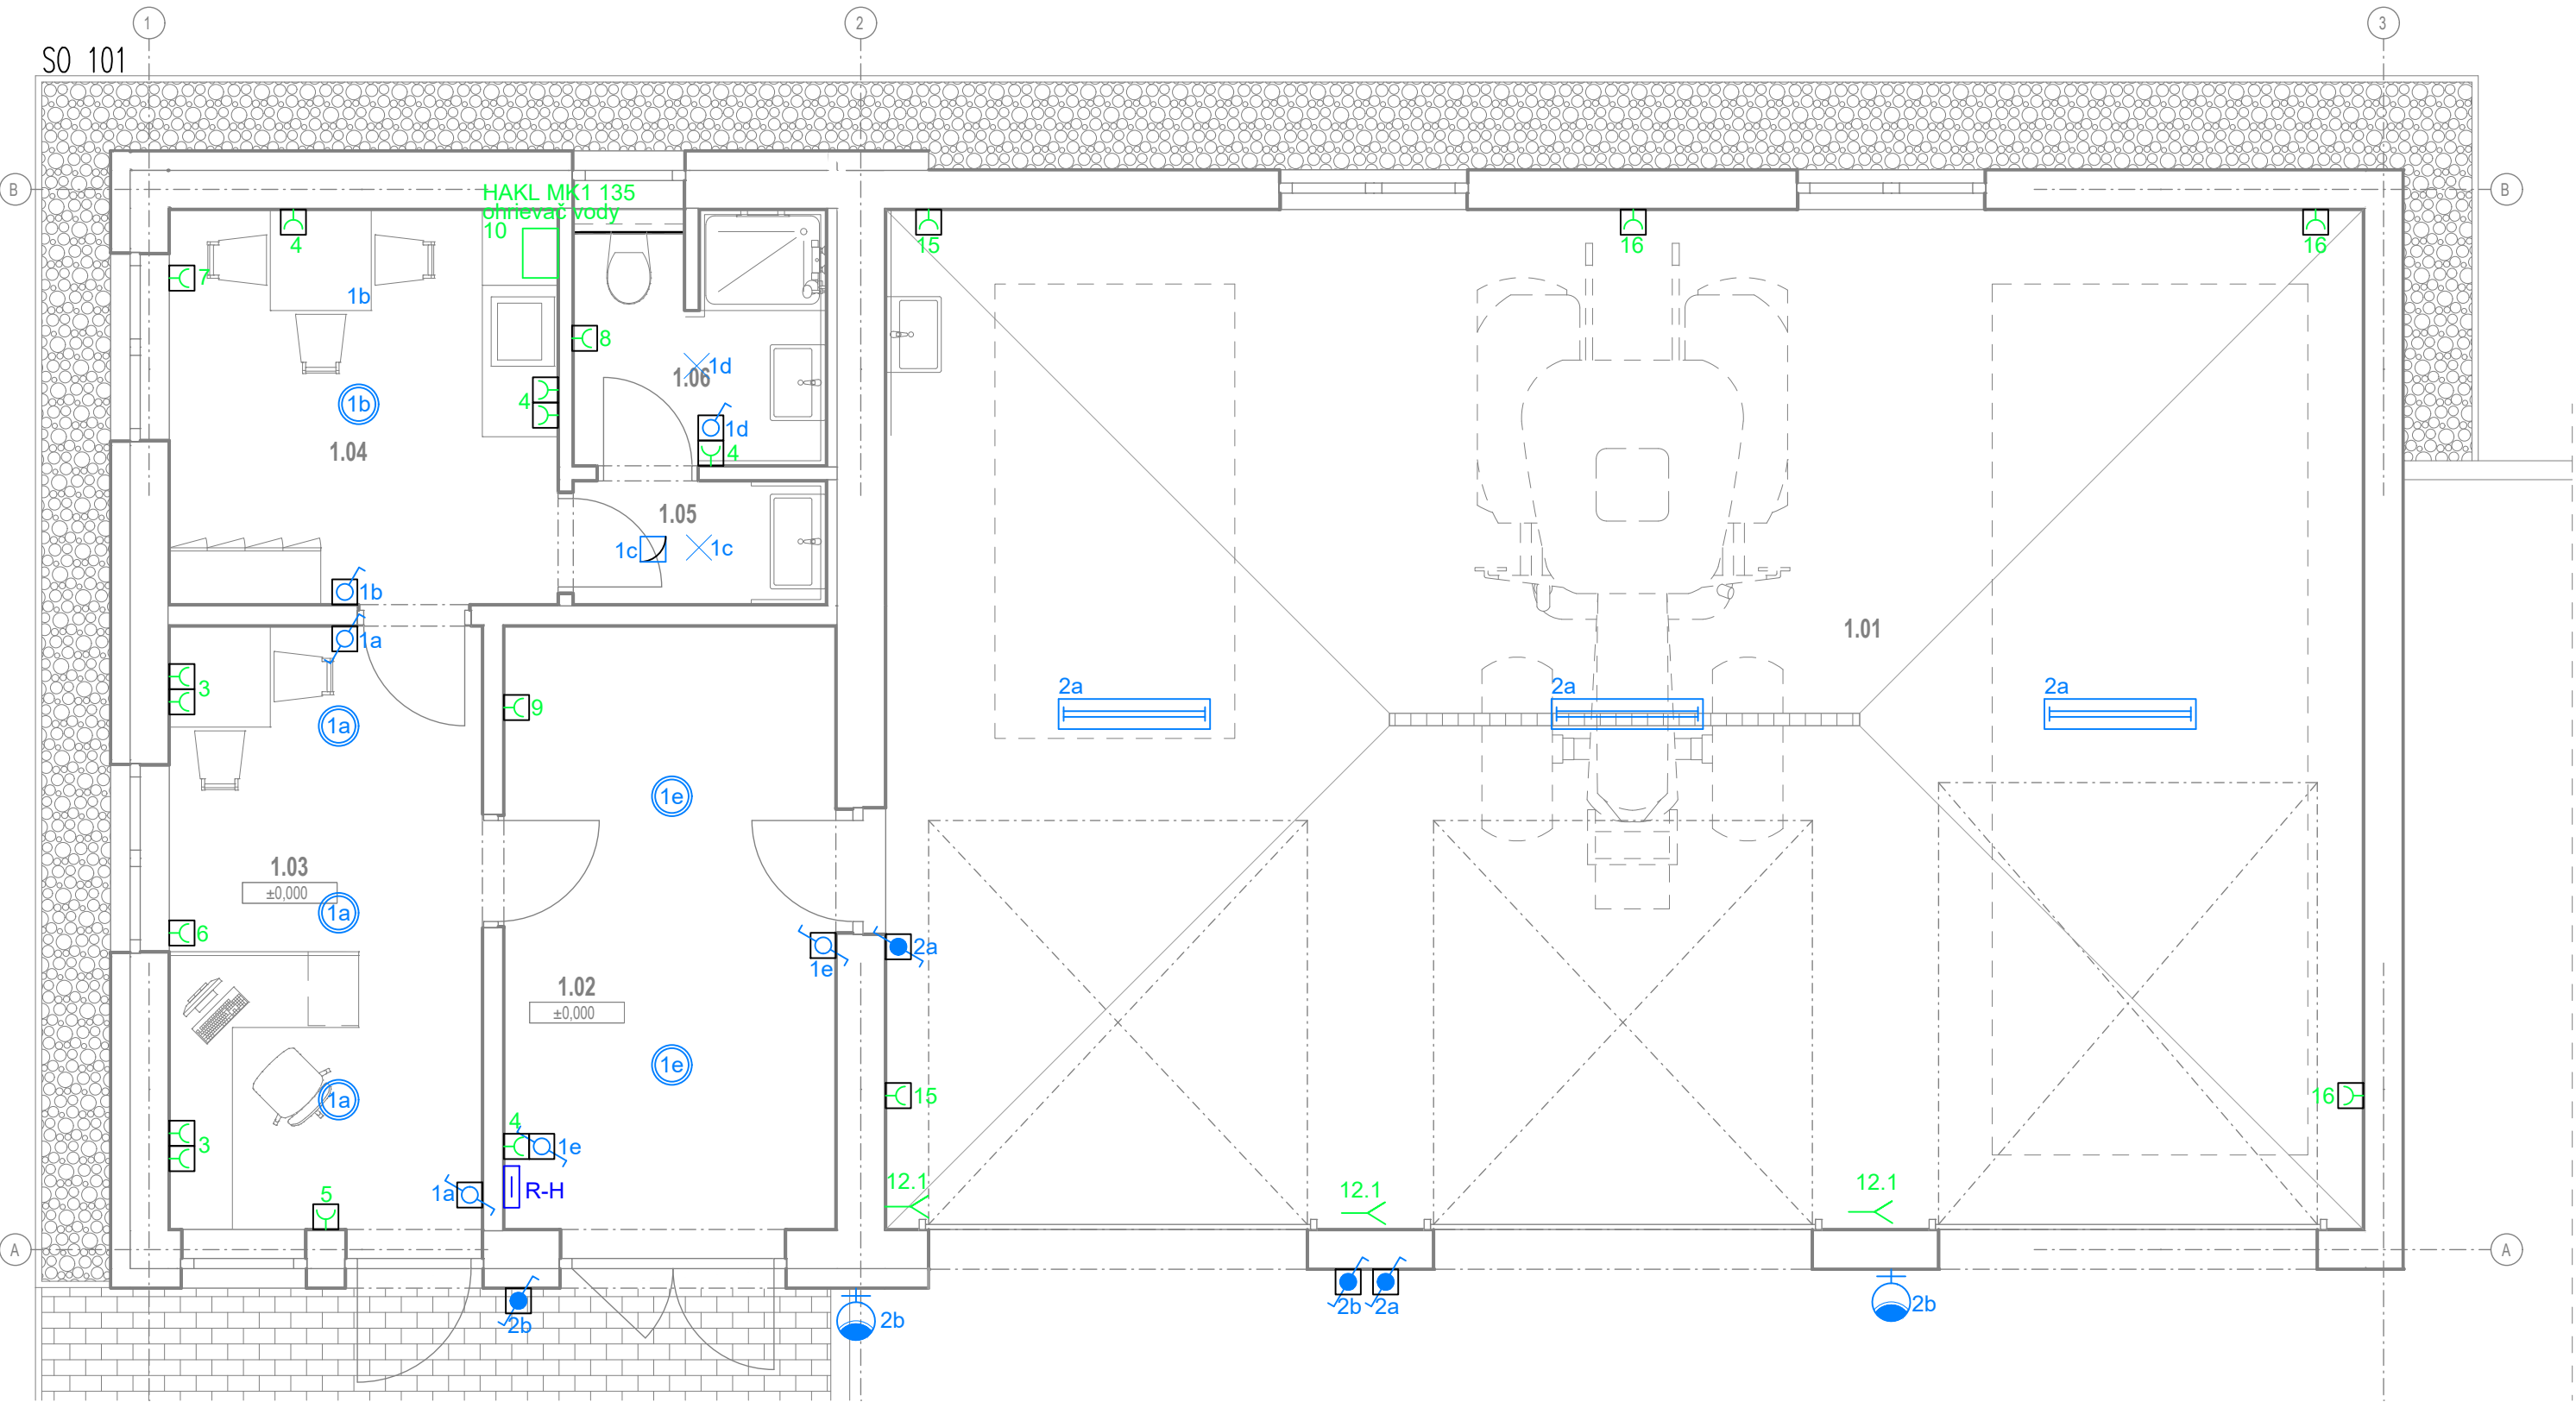 1
2
3
SO 101
B
B
HAKL MK1 135
ohrievač vody
10
4
15
16
16
7
1b
8
1d
1.06
1b
4
1d
1.04
4
1.05
1c
1c
1b
1a
1.01
3
2a
2a
2a
9
1a
1e
1.03
±0,000
1a
6
2a
1e
1.02
±0,000
1e
1a
15
16
4
3
1e
12.1
12.1
12.1
1a
R-H
5
A
A
2b
2b
2a
2b
2b